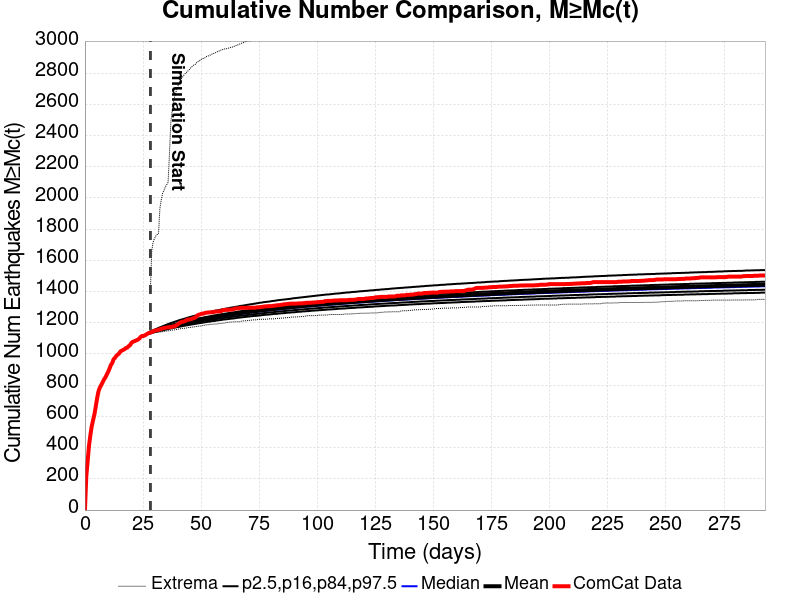 Cumulative Number Comparison, M≥Mc(t)
Cumulative Num Earthquakes M≥Mc(t)
3000
2800
2600
2400
2200
2000
1800
1600
1400
1200
1000
800
600
400
200
0
Simulation Start
0 25 50 75 100 125 150 175 200 225 250 275
Time (days)
Extrema p2.5,p16,p84,p97.5 Median Mean ComCat Data